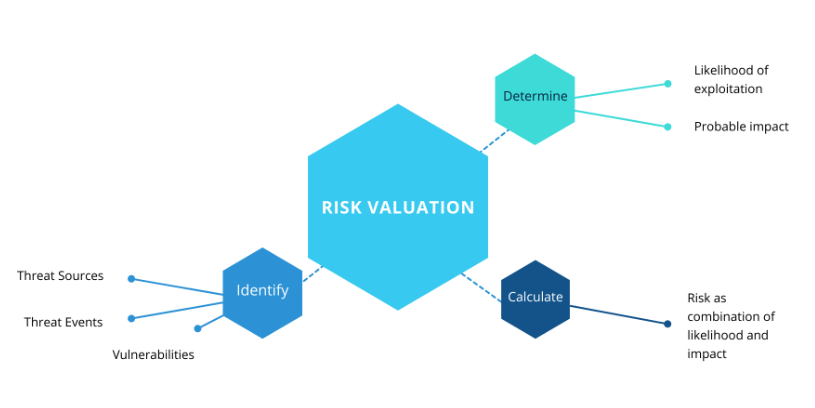 RISK VALUATION
Identify
Threat Sources
Threat Events
Vulnerabilities
Determine
Likelihood of
exploitation
Probable impact
Calculate
Risk as
combination of
likelihood and
impact